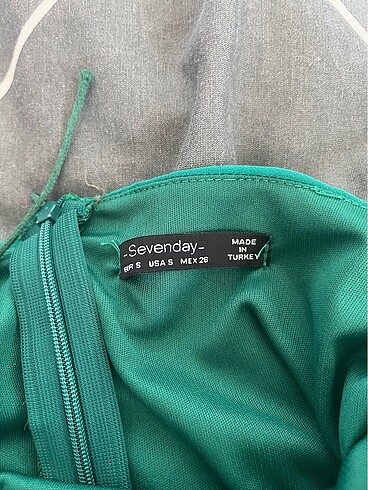 -Sevenday-
BR S USA S MEX 26
MADE
IN
TURKEY